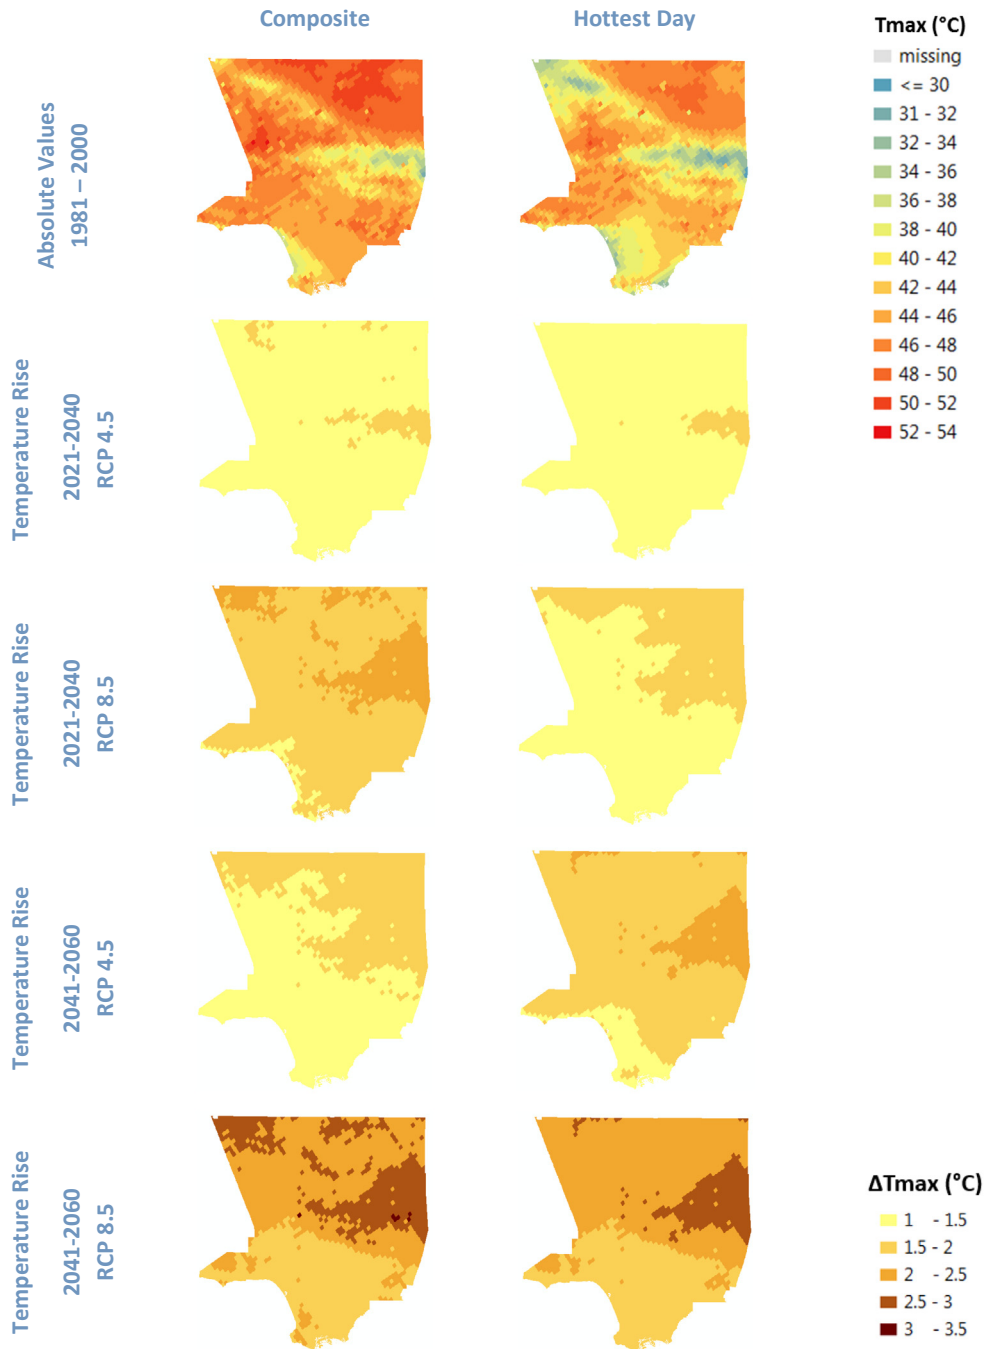 Composite
Hottest Day
Absolute Values
1981 – 2000
Temperature Rise
2021-2040
RCP 4.5
Temperature Rise
2021-2040
RCP 8.5
Temperature Rise
2041-2060
RCP 4.5
Temperature Rise
2041-2060
RCP 8.5
Tmax (°C)
missing
<= 30
31 - 32
32 - 34
34 - 36
36 - 38
38 - 40
40 - 42
42 - 44
44 - 46
46 - 48
48 - 50
50 - 52
52 - 54
ΔTmax (°C)
1 - 1.5
1.5 - 2
2 - 2.5
2.5 - 3
3 - 3.5